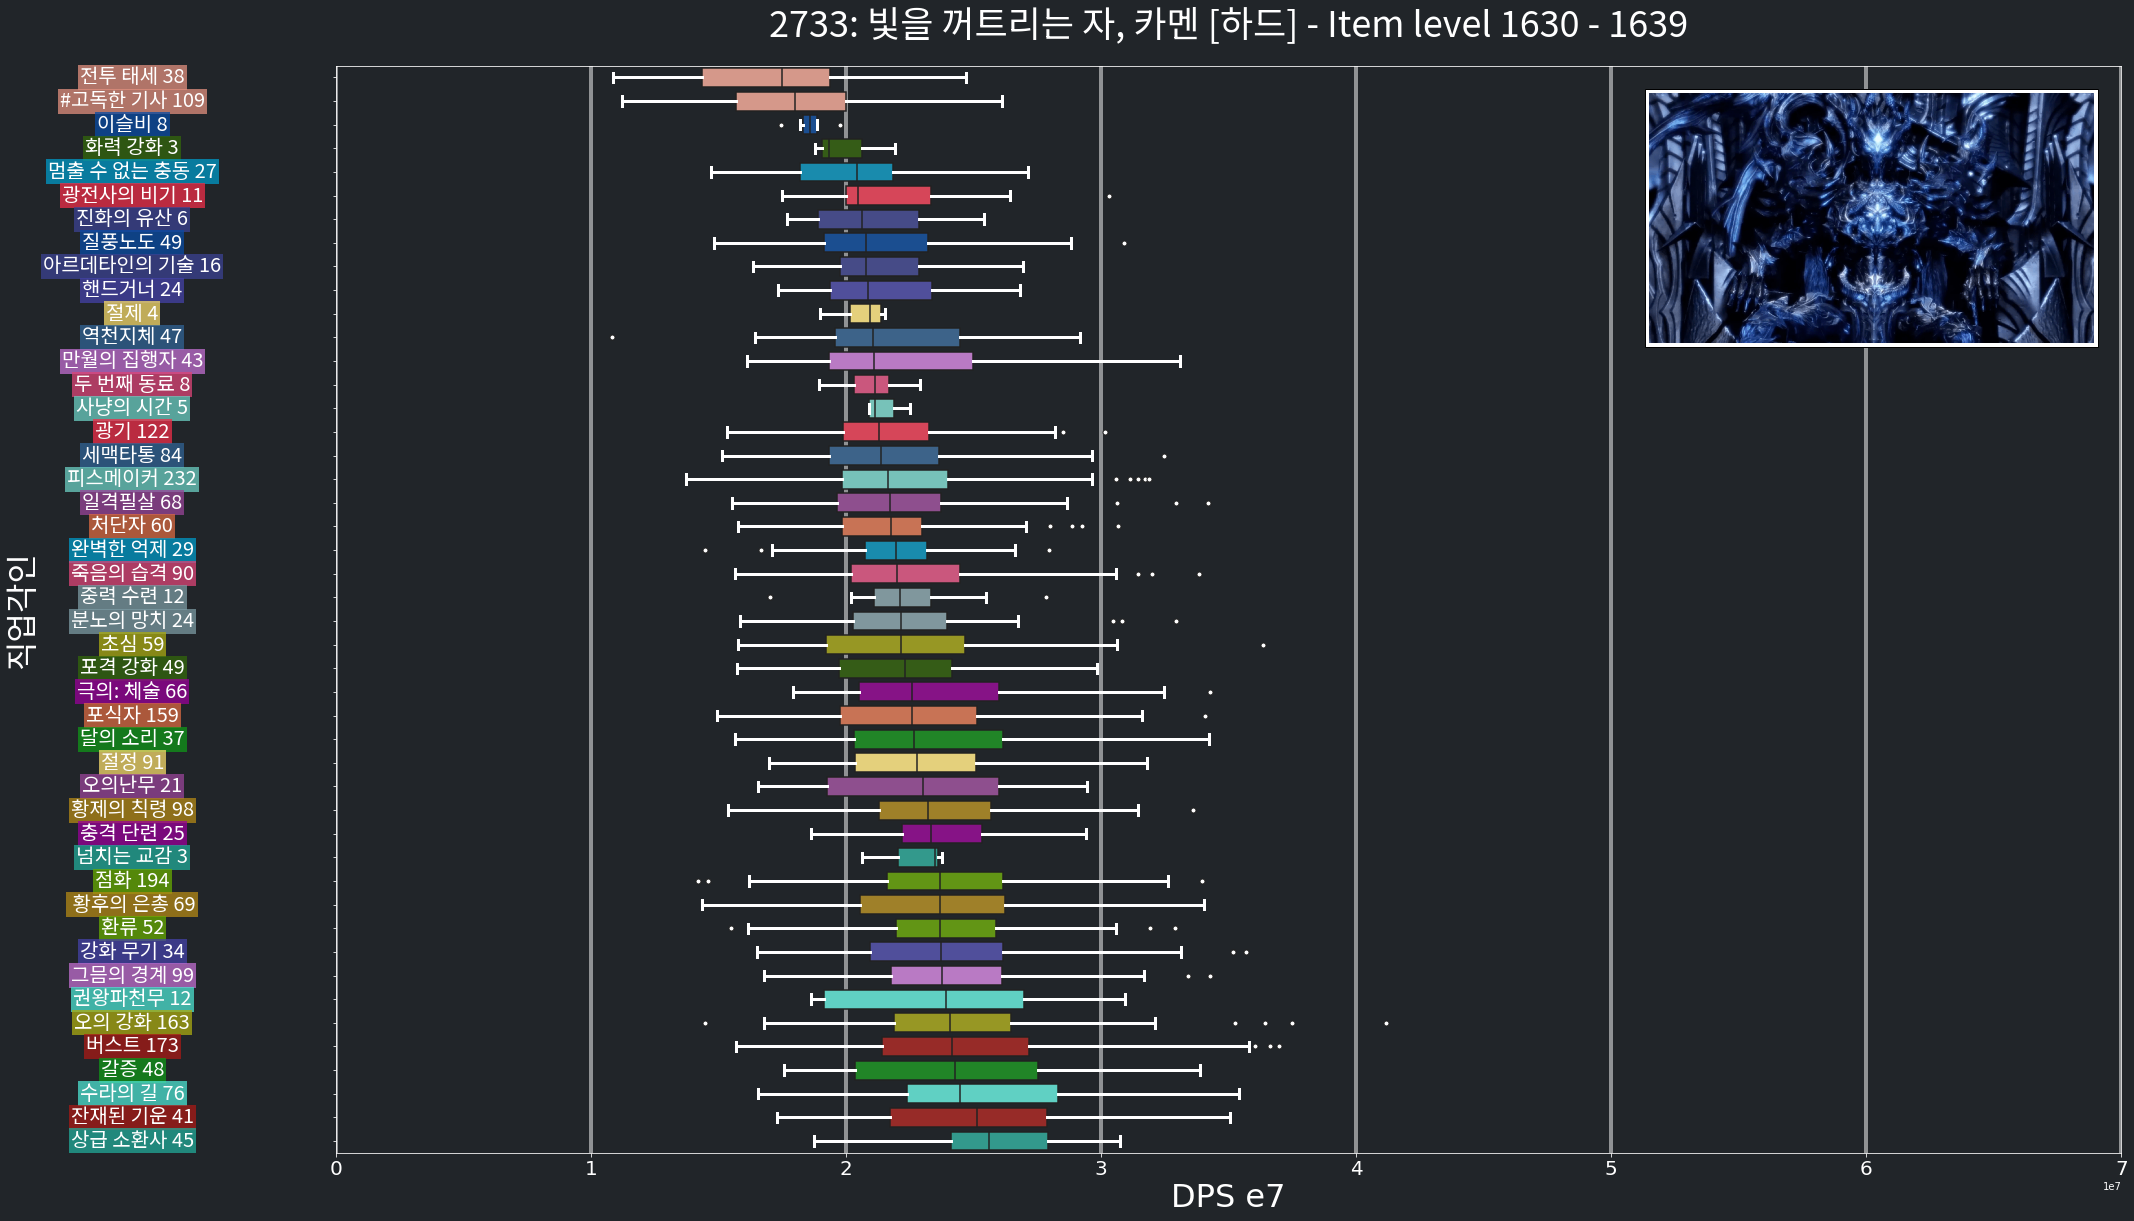 2733: 빛을 꺼트리는 자, 카멘 [하드] - Item level 1630 - 1639
직업각인
전투 태세 38
#고독한 기사 109
이슬비 8
화력 강화 3
멈출 수 없는 충동 27
광전사의 비기 11
진화의 유산 6
질풍노도 49
아르데타인의 기술 16
핸드거너 24
절제 4
역천지체 47
만월의 집행자 43
두 번째 동료 8
사냥의 시간 5
광기 122
세맥타통 84
피스메이커 232
일격필살 68
처단자 60
완벽한 억제 29
죽음의 습격 90
중력 수련 12
분노의 망치 24
초심 59
포격 강화 49
극의: 체술 66
포식자 159
달의 소리 37
절정 91
오의난무 21
황제의 칙령 98
충격 단련 25
넘치는 교감 3
점화 194
황후의 은총 69
환류 52
강화 무기 34
그믐의 경계 99
권왕파천무 12
오의 강화 163
버스트 173
갈증 48
수라의 길 76
잔재된 기운 41
상급 소환사 45
0 1 2 3 4 5 6 7
1e7
DPS e7